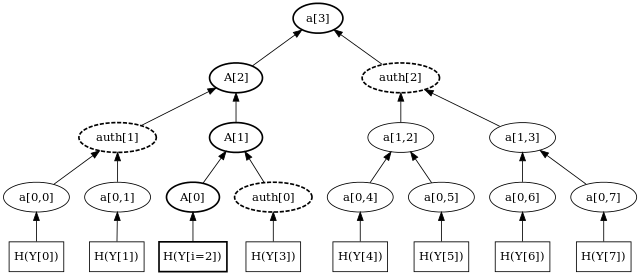 a[3]
A[2]
auth[2]
auth[1]
A[1]
a[1,2]
a[1,3]
a[0,0]
a[0,1]
A[0]
auth[0]
a[0,4]
a[0,5]
a[0,6]
a[0,7]
H(Y[0])
H(Y[1])
H(Y[i=2])
H(Y[3])
H(Y[4])
H(Y[5])
H(Y[6])
H(Y[7])